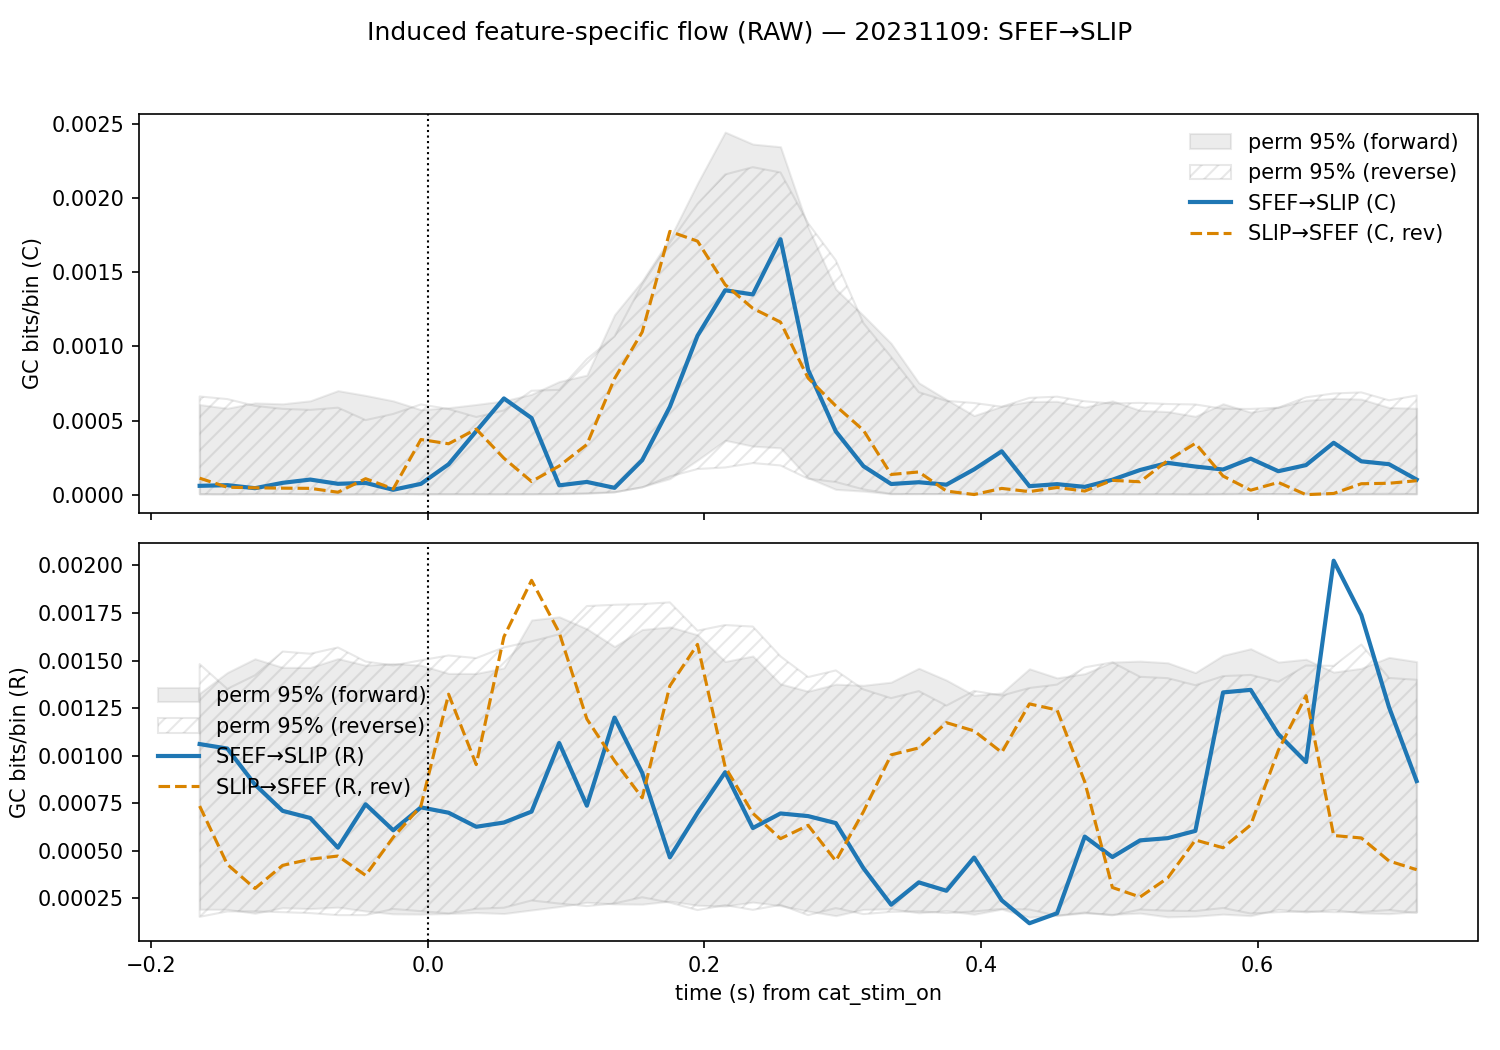 Induced feature-specific flow (RAW) — 20231109: SFEF→SLIP
GC bits/bin (C)
0.0025
0.0020
0.0015
0.0010
0.0005
0.0000
perm 95% (forward)
perm 95% (reverse)
SFEF→SLIP (C)
SLIP→SFEF (C, rev)
GC bits/bin (R)
0.00200
0.00175
0.00150
0.00125
0.00100
0.00075
0.00050
0.00025
perm 95% (forward)
perm 95% (reverse)
SFEF→SLIP (R)
SLIP→SFEF (R, rev)
−0.2 0.0 0.2 0.4 0.6
time (s) from cat_stim_on